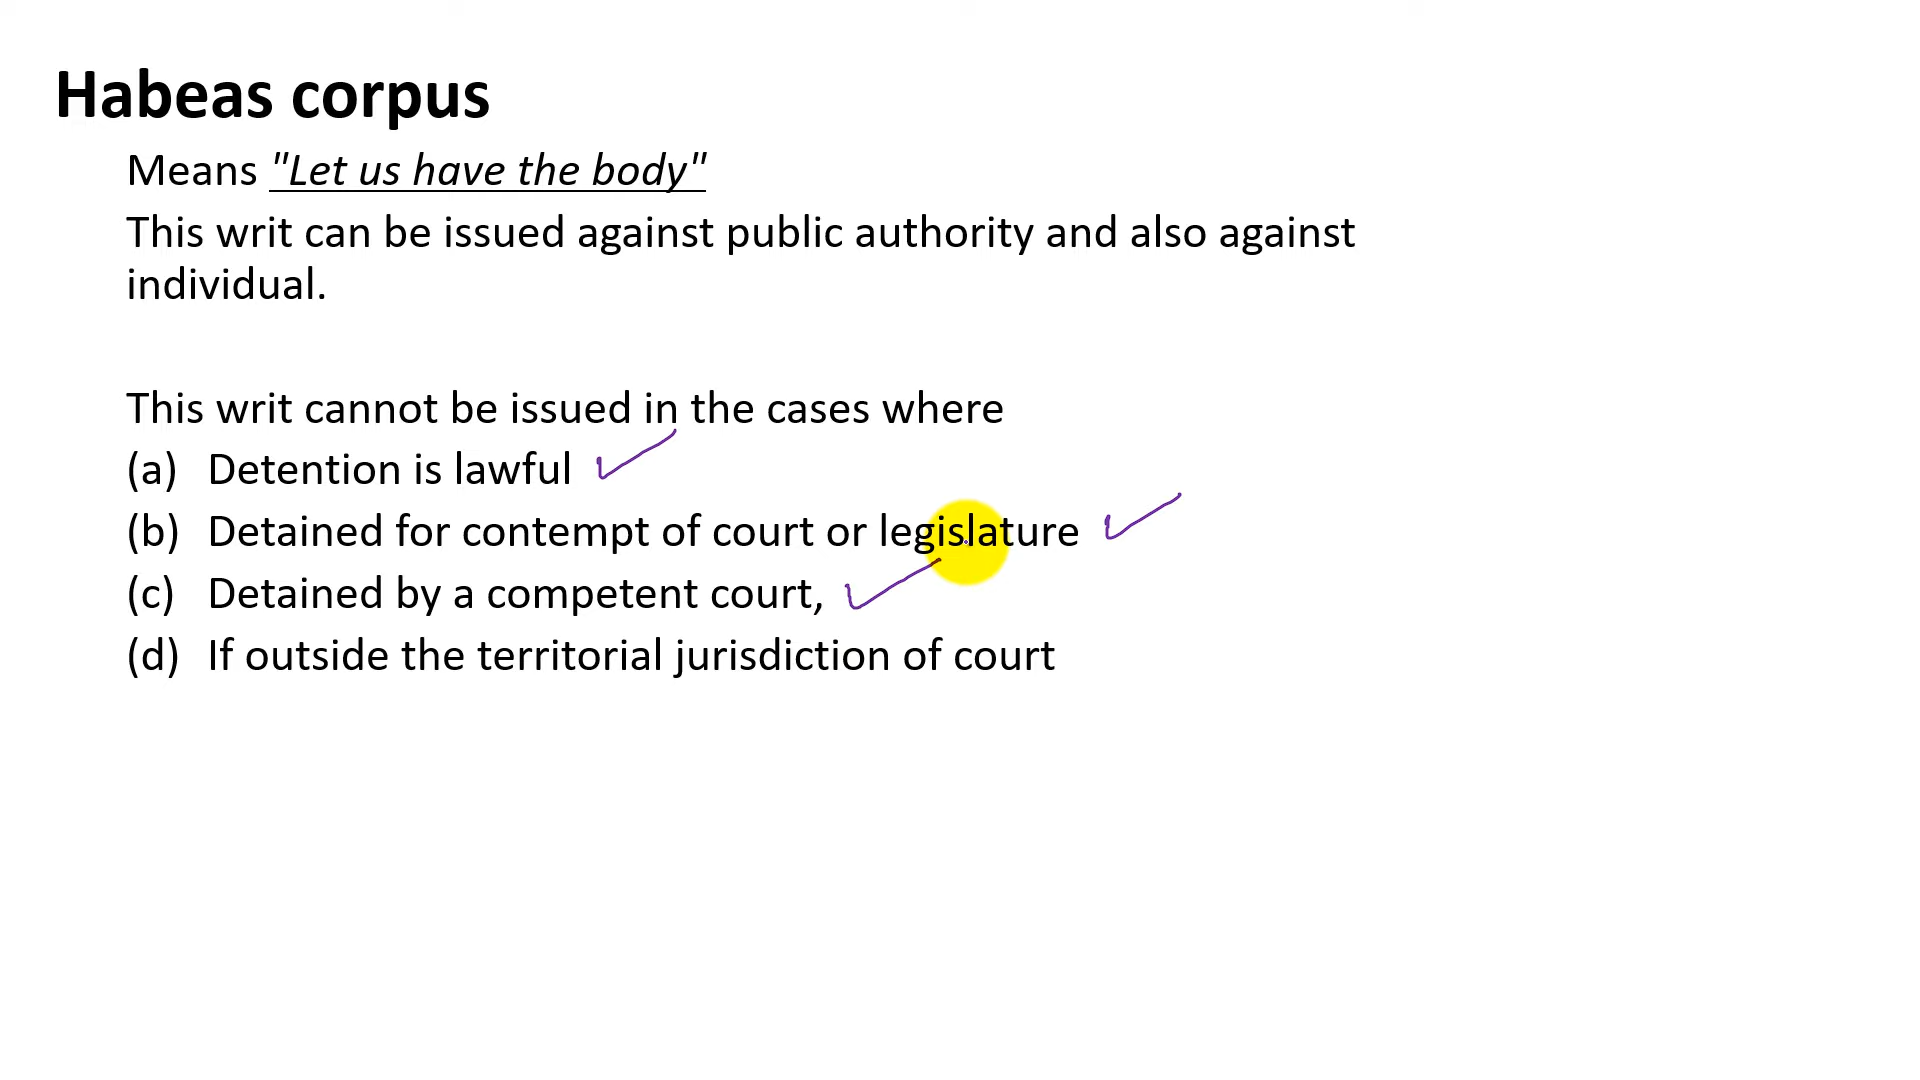 Habeas corpus
Means "Let us have the body"
This writ can be issued against public authority and also against
individual.
This writ cannot be issued in the cases where
(a) Detention is lawful
(b) Detained for contempt of court or legislature
(c) Detained by a competent court,
(d) If outside the territorial jurisdiction of court